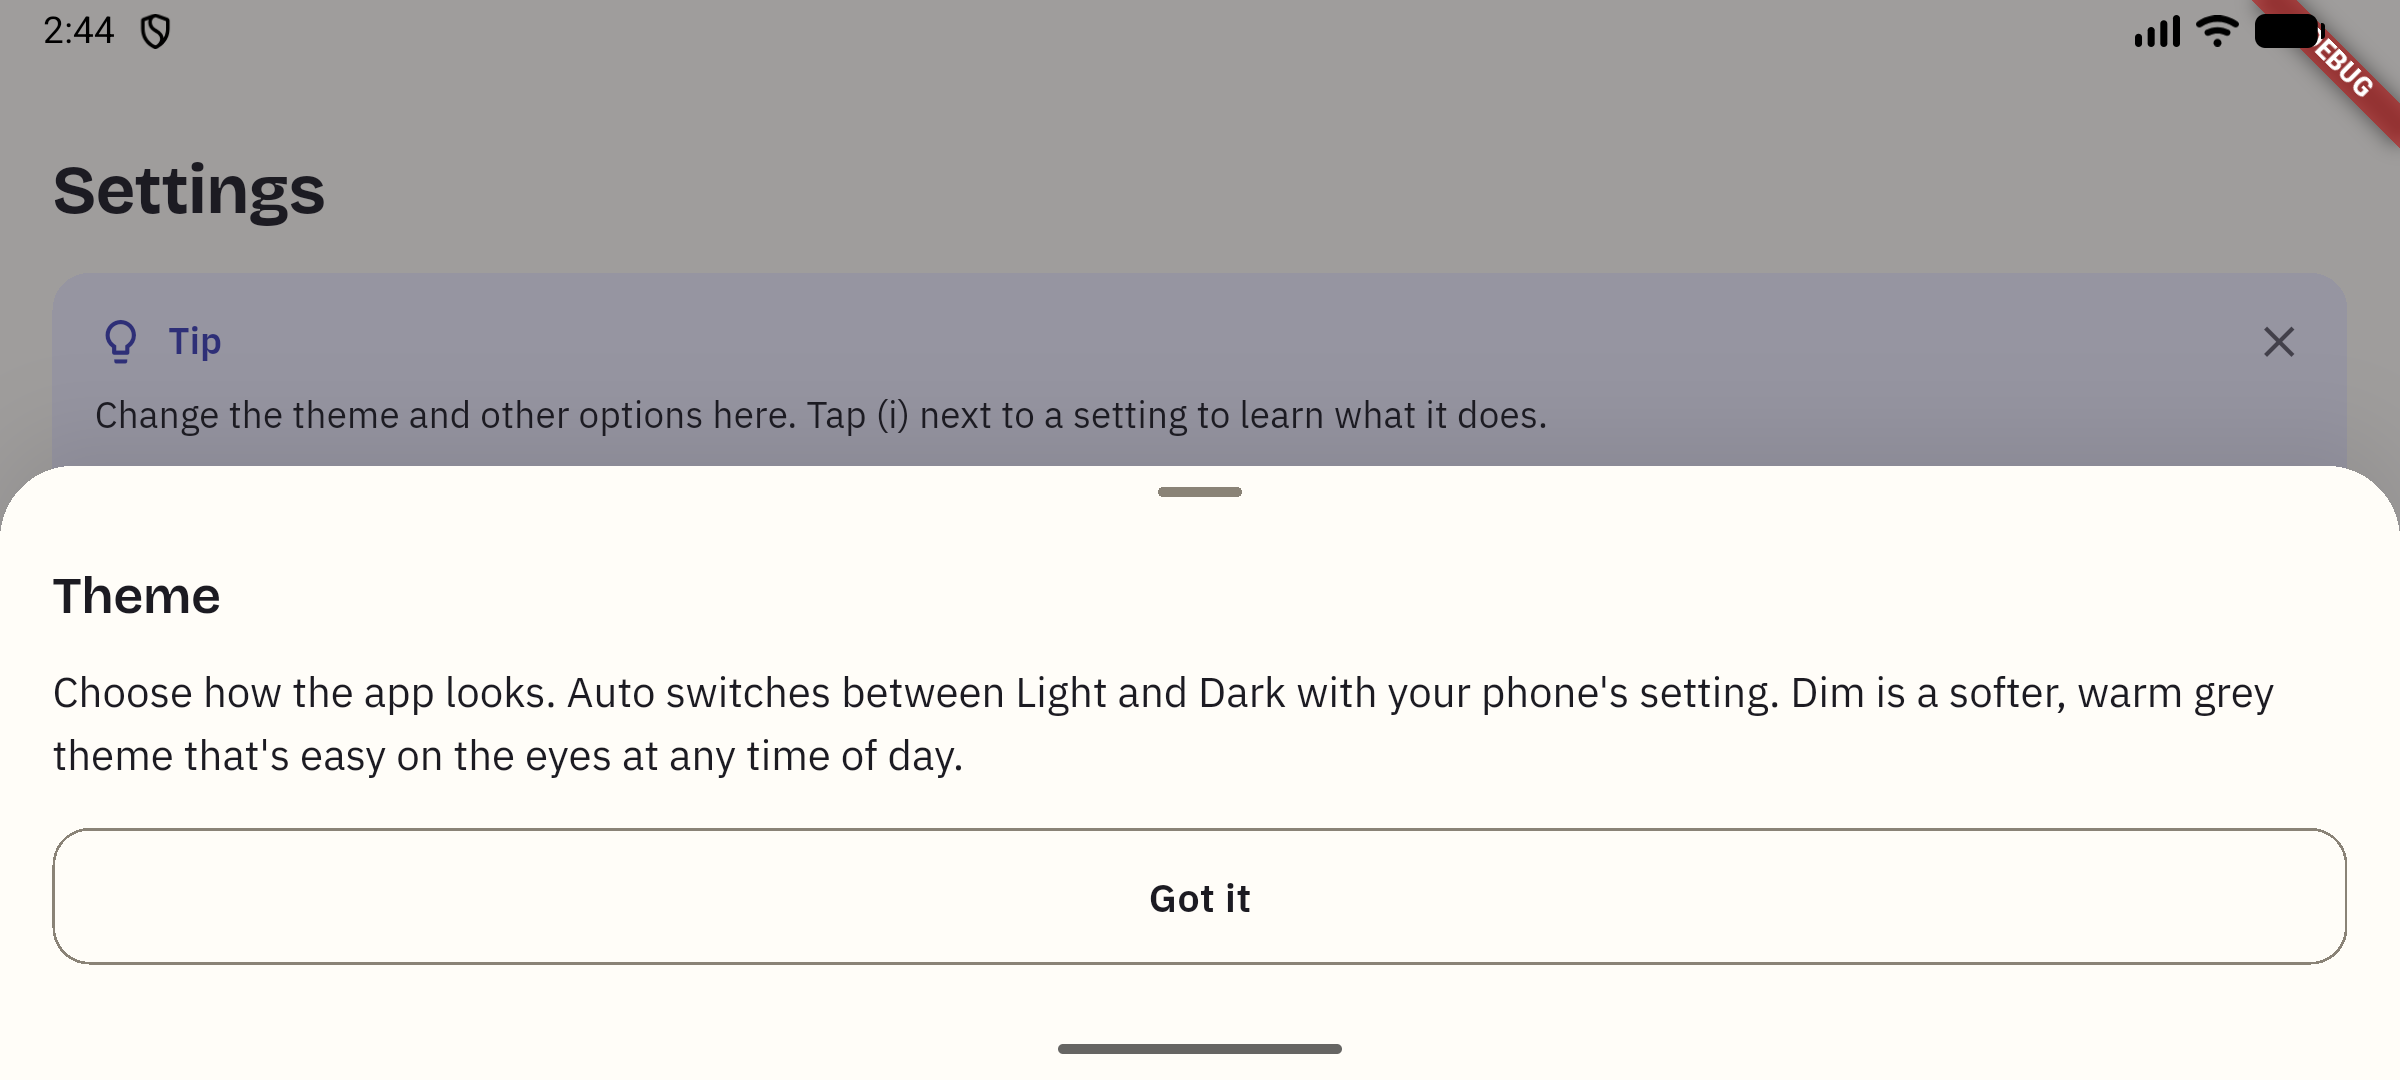 2:44
EBUG
Settings
Tip
Change the theme and other options here. Tap (i) next to a setting to learn what it does.
Theme
Choose how the app looks. Auto switches between Light and Dark with your phone's setting. Dim is a softer, warm grey
theme that's easy on the eyes at any time of day.
Got it